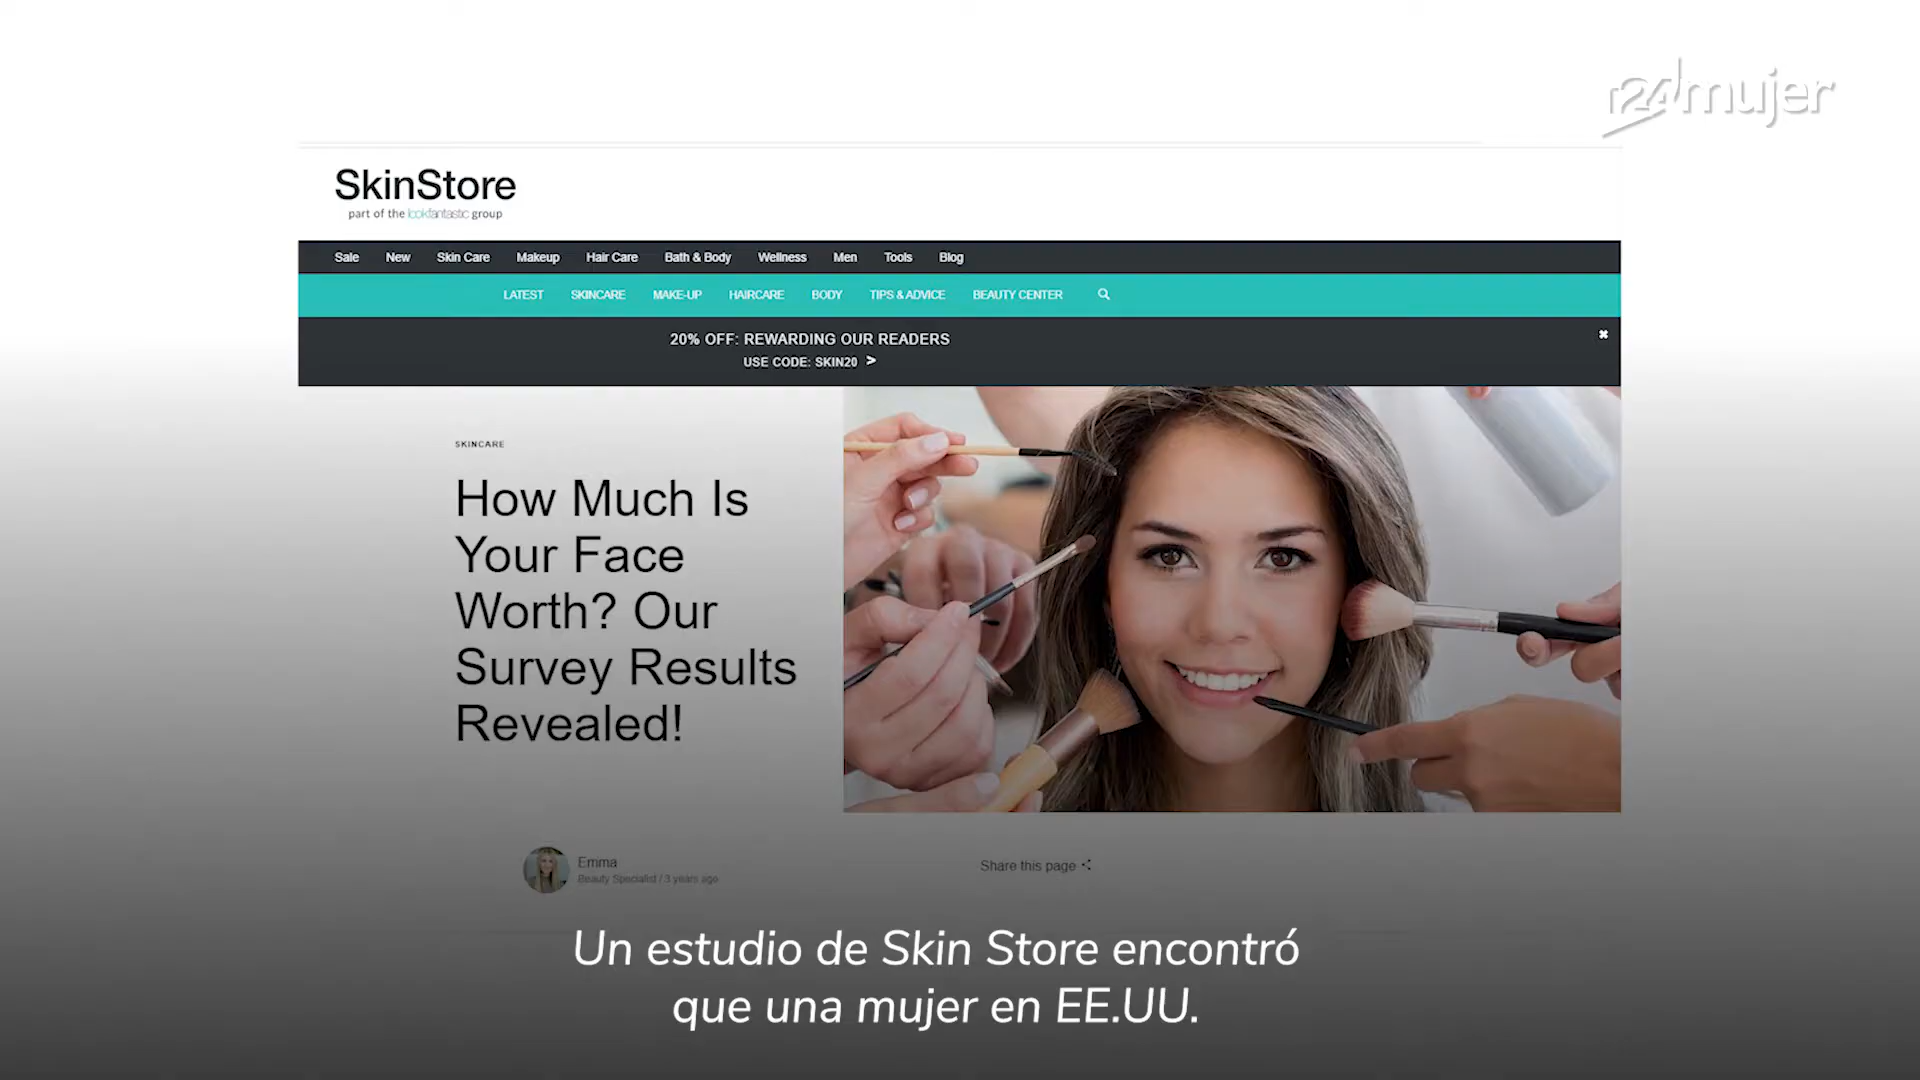 r24mujer
SkinStore
part of the lookfantastic group
Sale New Skin Care Makeup Hair Care Bath & Body Wellness Men Tools Blog
LATEST SKINCARE MAKE-UP HAIRCARE BODY TIPS & ADVICE BEAUTY CENTER
20% OFF: REWARDING OUR READERS
USE CODE: SKIN20 >
SKINCARE
How Much Is
Your Face
Worth? Our
Survey Results
Revealed!
Emma
Beauty Specialist / 3 years ago
Share this page
Un estudio de Skin Store encontró
que una mujer en EE.UU.